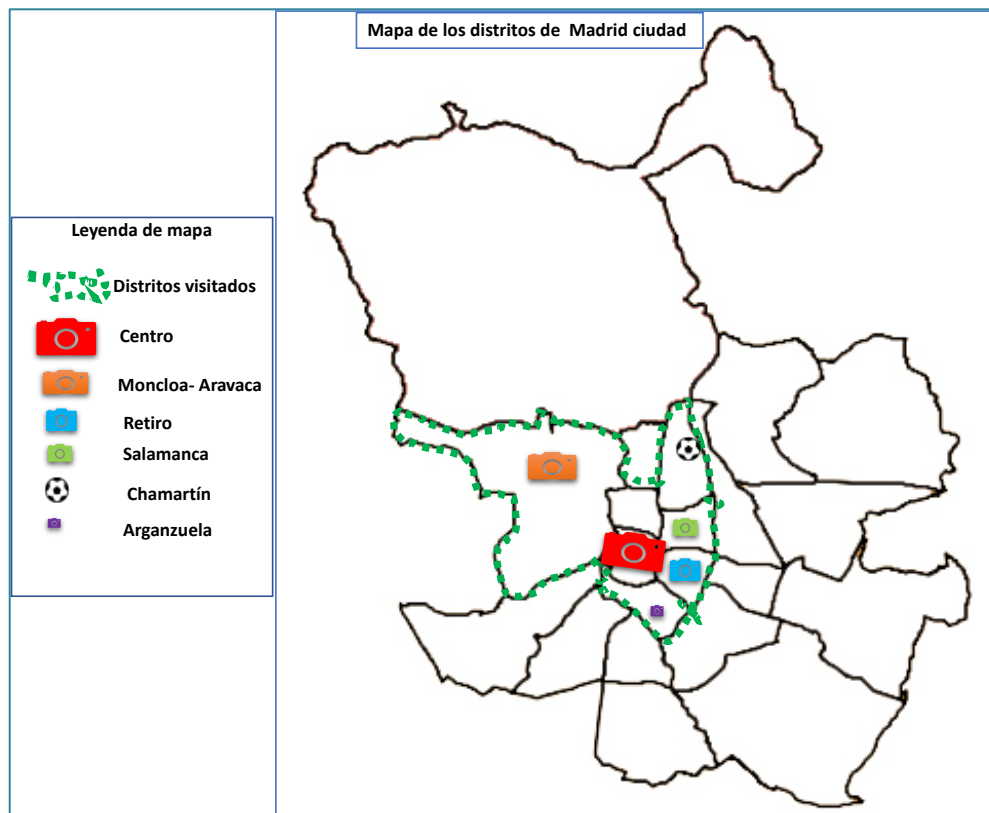 Mapa de los distritos de Madrid ciudad
Leyenda de mapa
Distritos visitados
Centro
Moncloa- Aravaca
Retiro
Salamanca
Chamartín
Arganzuela